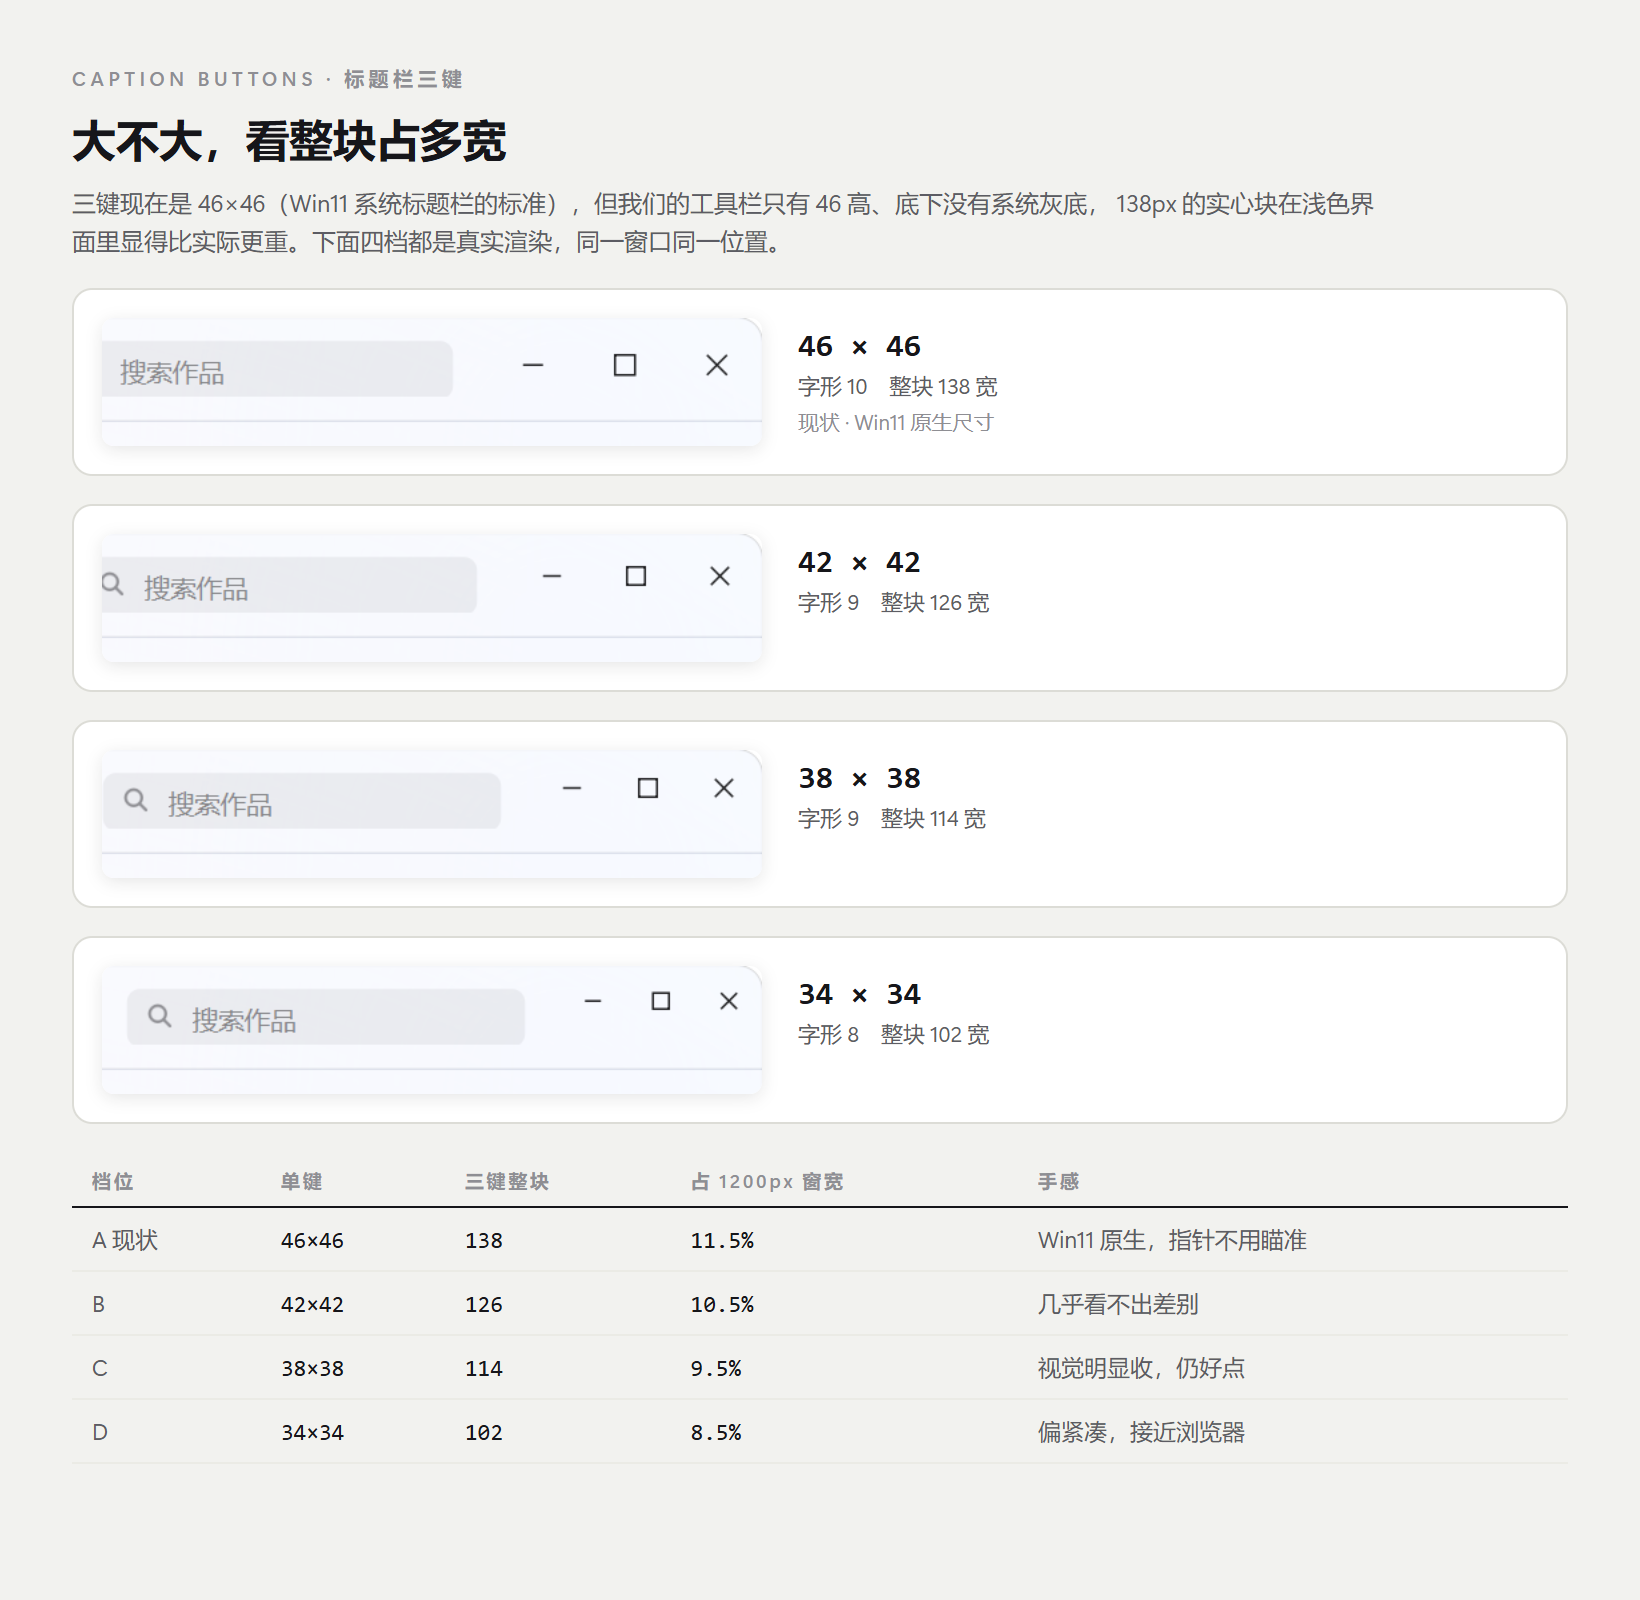 CAPTION BUTTONS · 标题栏三键
大不大，看整块占多宽
三键现在是 46×46（Win11 系统标题栏的标准），但我们的工具栏只有 46 高、底下没有系统灰底， 138px 的实心块在浅色界
面里显得比实际更重。下面四档都是真实渲染，同一窗口同一位置。
搜索作品
46 × 46
字形 10 整块 138 宽
现状 · Win11 原生尺寸
搜索作品
42 × 42
字形 9 整块 126 宽
搜索作品
38 × 38
字形 9 整块 114 宽
搜索作品
34 × 34
字形 8 整块 102 宽
档位 单键 三键整块 占 1200px 窗宽 手感
A 现状 46×46 138 11.5% Win11 原生，指针不用瞄准
B 42×42 126 10.5% 几乎看不出差别
C 38×38 114 9.5% 视觉明显收，仍好点
D 34×34 102 8.5% 偏紧凑，接近浏览器